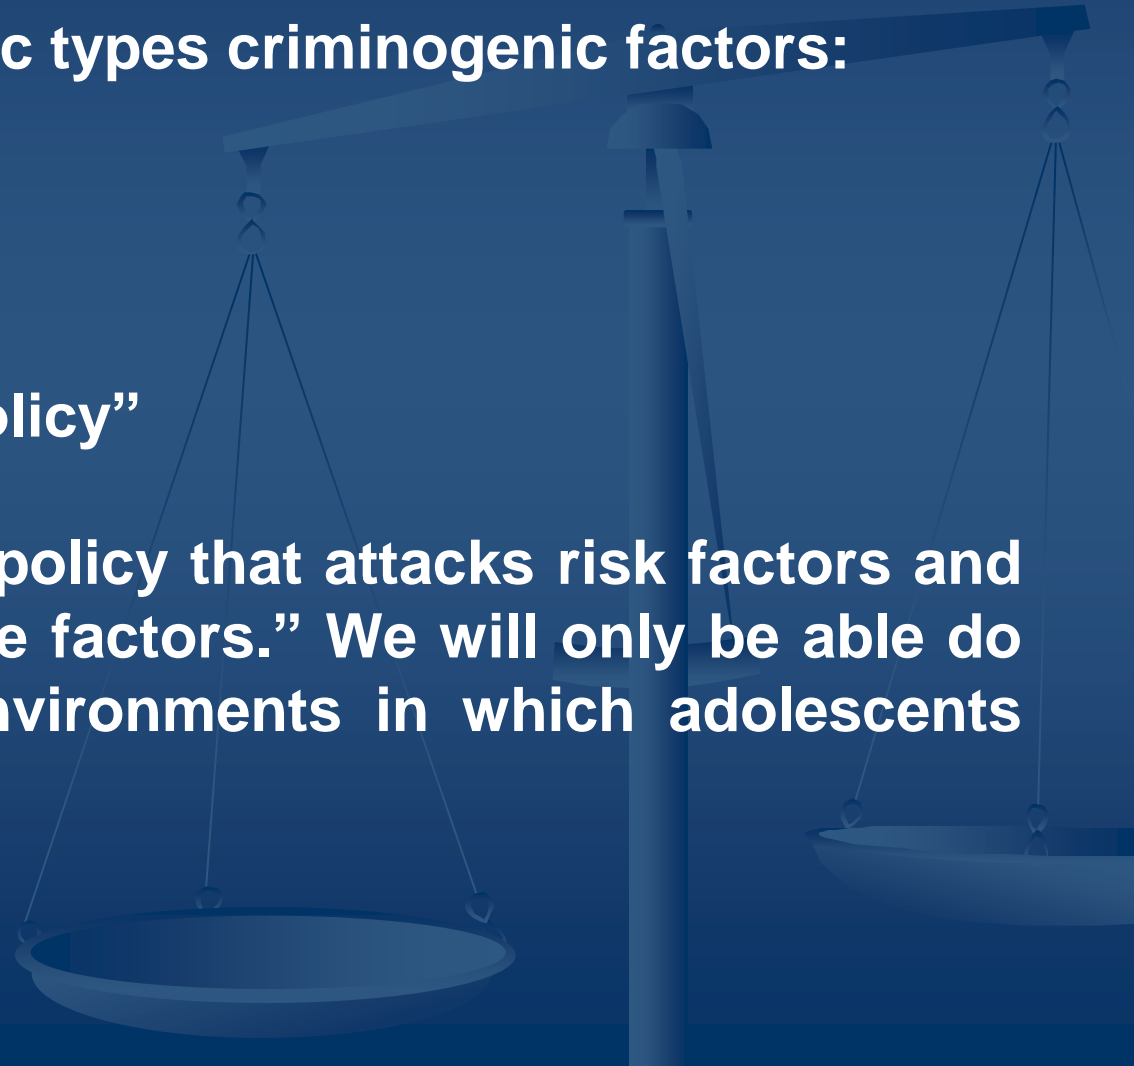 c types criminogenic factors:
olicy”
policy that attacks risk factors and
e factors.” We will only be able do
nvironments in which adolescents